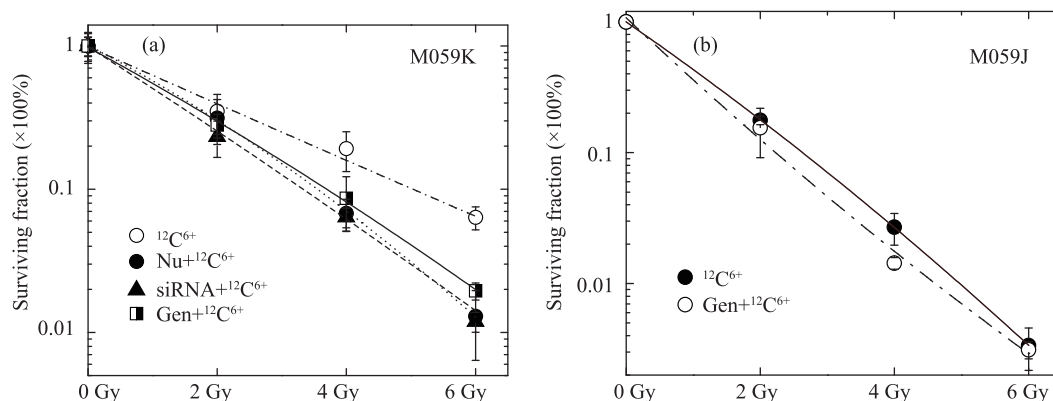 (a)
M059K
Surviving fraction (×100%)
1
0.1
0.01
¹²C⁶⁺
Nu+¹²C⁶⁺
siRNA+¹²C⁶⁺
Gen+¹²C⁶⁺
0 Gy
2 Gy
4 Gy
6 Gy
(b)
M059J
Surviving fraction (×100%)
1
0.1
0.01
¹²C⁶⁺
Gen+¹²C⁶⁺
0 Gy
2 Gy
4 Gy
6 Gy